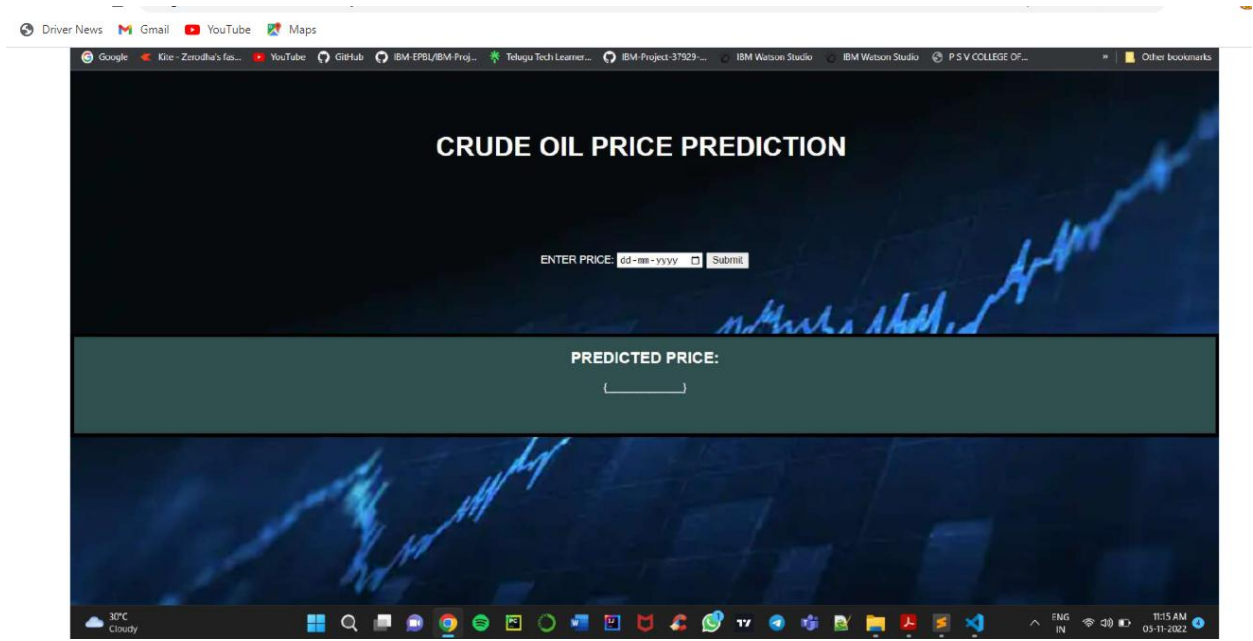 Driver News Gmail YouTube Maps
Google Kite - Zerodha's fas... YouTube GitHub IBM-EPBL/IBM-Proj... Telugu Tech Learner... IBM-Project-37929-... IBM Watson Studio IBM Watson Studio P S V COLLEGE OF... » Other bookmarks
CRUDE OIL PRICE PREDICTION
ENTER PRICE: dd-mm-yyyy Submit
PREDICTED PRICE:
{____________}
30°C
Cloudy
ENG
IN
11:15 AM
05-11-2022